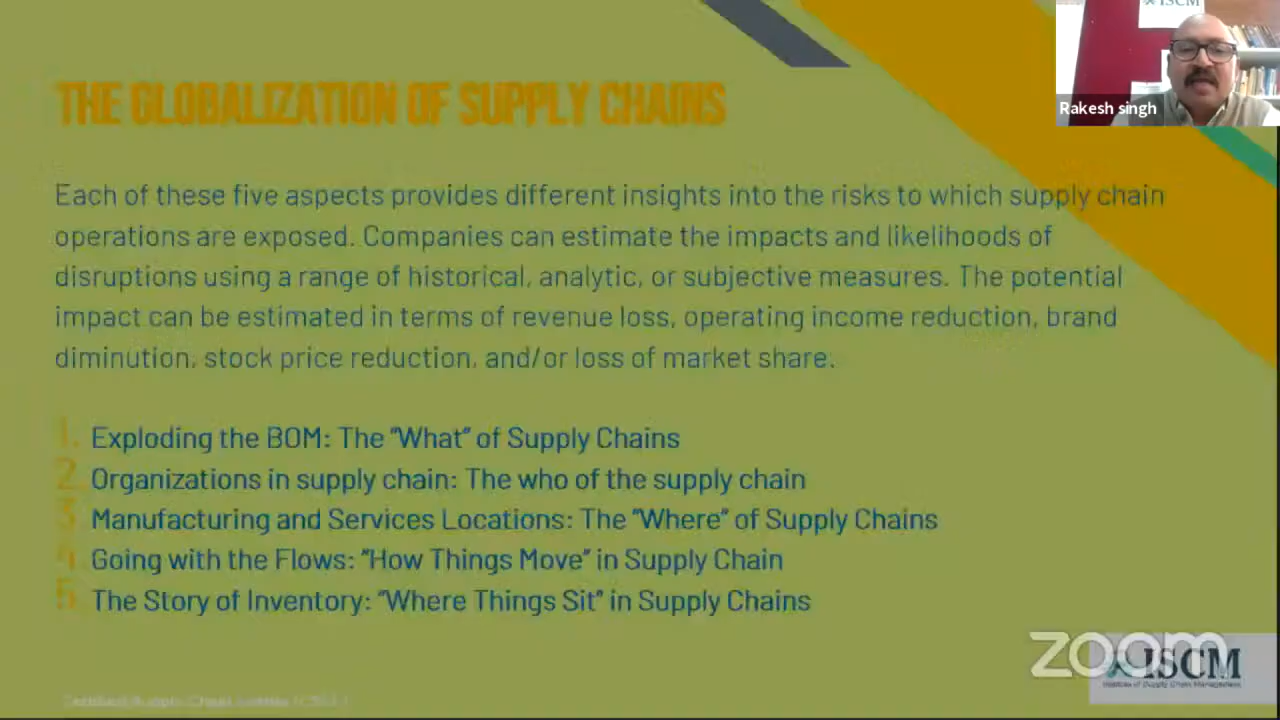 ISCM
Rakesh singh
THE GLOBALIZATION OF SUPPLY CHAINS
Each of these five aspects provides different insights into the risks to which supply chain
operations are exposed. Companies can estimate the impacts and likelihoods of
disruptions using a range of historical, analytic, or subjective measures. The potential
impact can be estimated in terms of revenue loss, operating income reduction, brand
diminution, stock price reduction, and/or loss of market share.
1. Exploding the BOM: The "What" of Supply Chains
2. Organizations in supply chain: The who of the supply chain
3. Manufacturing and Services Locations: The "Where" of Supply Chains
4. Going with the Flows: "How Things Move" in Supply Chain
5. The Story of Inventory: "Where Things Sit" in Supply Chains
zoom
ISCM
Institute of Supply Chain Management